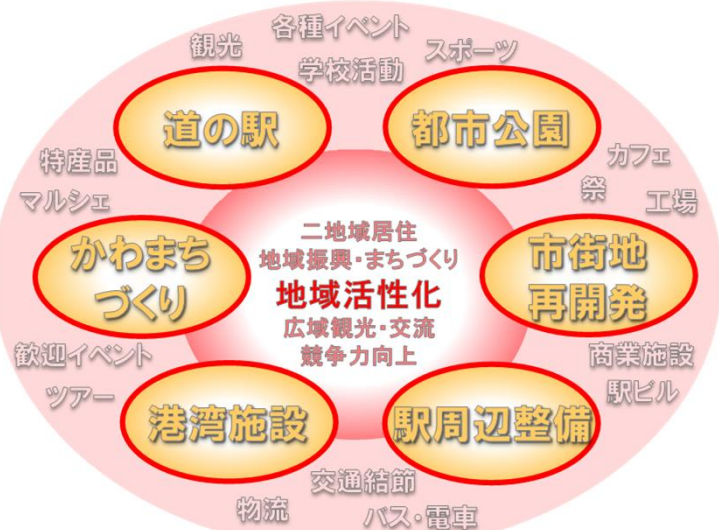 各種イベント
観光
スポーツ
学校活動
道の駅
都市公園
特産品
マルシェ
カフェ
祭
工場
かわまち
づくり
二地域居住
地域振興・まちづくり
地域活性化
広域観光・交流
競争力向上
市街地
再開発
歓迎イベント
ツアー
商業施設
駅ビル
港湾施設
駅周辺整備
交通結節
物流
バス・電車